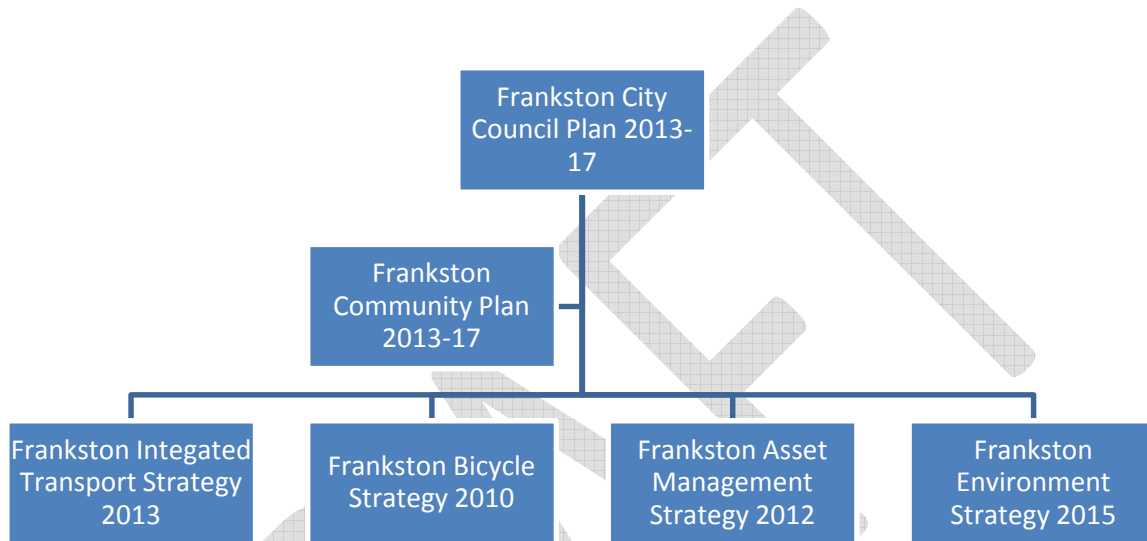 Frankston City
Council Plan 2013-
17
Frankston
Community Plan
2013-17
Frankston Integated
Transport Strategy
2013
Frankston Bicycle
Strategy 2010
Frankston Asset
Management
Strategy 2012
Frankston
Environment
Strategy 2015